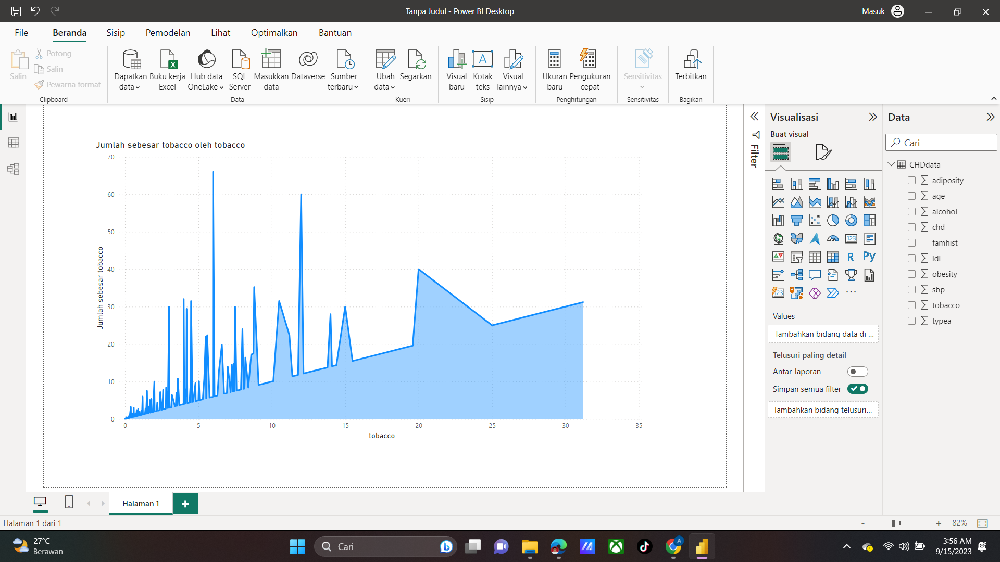 Tanpa Judul - Power BI Desktop
Masuk
File
Beranda
Sisip
Pemodelan
Lihat
Optimalkan
Bantuan
Salin
Potong
Salin
Pewarna format
Clipboard
Dapatkan data
Buku kerja Excel
Hub data OneLake
SQL Server
Masukkan data
Dataverse
Sumber terbaru
Data
Ubah data
Segarkan
Kueri
Visual baru
Kotak teks
Visual lainnya
Sisip
Ukuran baru
Pengukuran cepat
Penghitungan
Sensitivitas
Sensitivitas
Terbitkan
Bagikan
Jumlah sebesar tobacco oleh tobacco
Jumlah sebesar tobacco
70
60
50
40
30
20
10
0
0 5 10 15 20 25 30 35
tobacco
Filter
Visualisasi
Buat visual
123
R
Py
123
...
Values
Tambahkan bidang data di ...
Telusuri paling detail
Antar-laporan
Simpan semua filter
Tambahkan bidang telusuri...
Data
Cari
CHDdata
adiposity
age
alcohol
chd
famhist
ldl
obesity
sbp
tobacco
typea
Halaman 1
Halaman 1 dari 1
- + 82%
27°C
Berawan
Cari
A
3:56 AM
9/15/2023